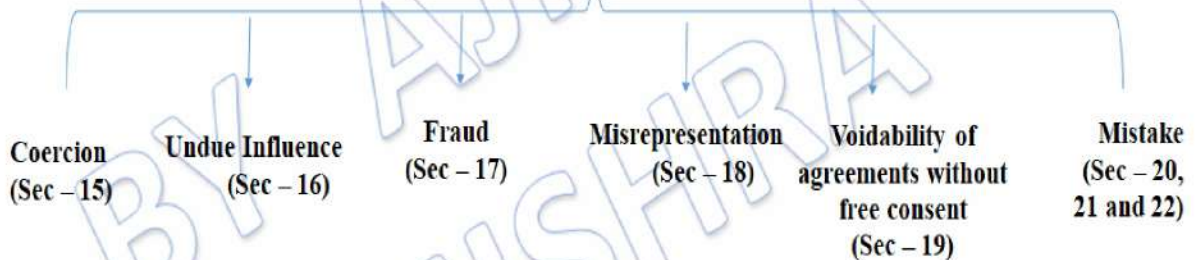 Coercion
(Sec – 15)
Undue Influence
(Sec – 16)
Fraud
(Sec – 17)
Misrepresentation
(Sec – 18)
Voidability of
agreements without
free consent
(Sec – 19)
Mistake
(Sec – 20,
21 and 22)
BY